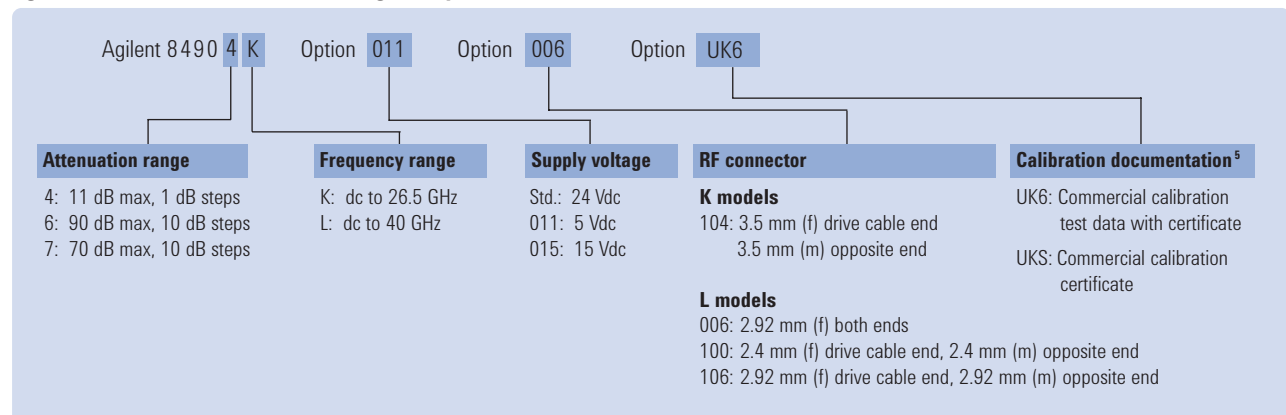 Agilent 8490 4 K Option 011 Option 006 Option UK6
Attenuation range
4: 11 dB max, 1 dB steps
6: 90 dB max, 10 dB steps
7: 70 dB max, 10 dB steps
Frequency range
K: dc to 26.5 GHz
L: dc to 40 GHz
Supply voltage
Std.: 24 Vdc
011: 5 Vdc
015: 15 Vdc
RF connector
K models
104: 3.5 mm (f) drive cable end
3.5 mm (m) opposite end
L models
006: 2.92 mm (f) both ends
100: 2.4 mm (f) drive cable end, 2.4 mm (m) opposite end
106: 2.92 mm (f) drive cable end, 2.92 mm (m) opposite end
Calibration documentation 5
UK6: Commercial calibration
test data with certificate
UKS: Commercial calibration
certificate